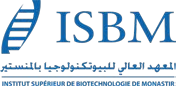 ISBM
المعهد العالي للبيوتكنولوجيا بالمنستير
INSTITUT SUPÉRIEUR DE BIOTECHNOLOGIE DE MONASTIR